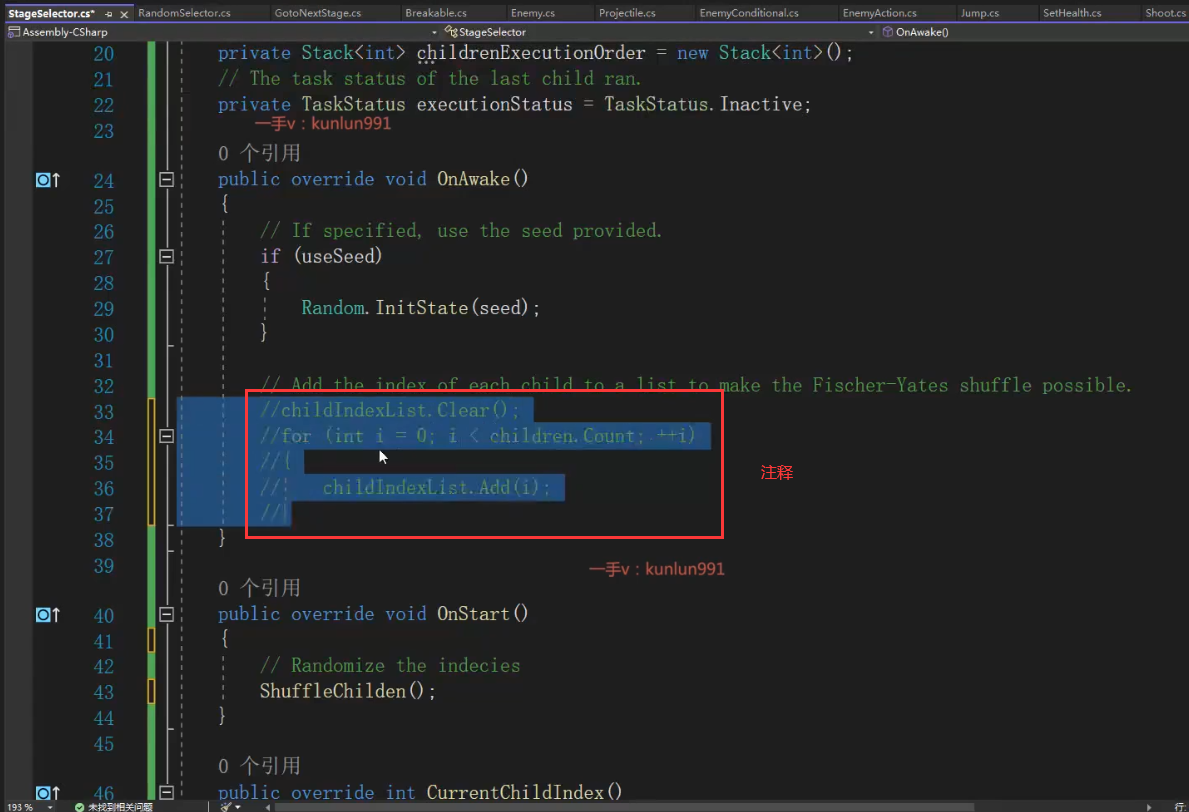 StageSelector.cs* RandomSelector.cs GotoNextStage.cs Breakable.cs Enemy.cs Projectile.cs EnemyConditional.cs EnemyAction.cs Jump.cs SetHealth.cs Shoot.cs
Assembly-CSharp StageSelector OnAwake()
20 private Stack<int> childrenExecutionOrder = new Stack<int>();
21 // The task status of the last child ran.
22 private TaskStatus executionStatus = TaskStatus.Inactive;
一手v：kunlun991
23
0 个引用
24 public override void OnAwake()
25 {
26 // If specified, use the seed provided.
27 if (useSeed)
28 {
29 Random.InitState(seed);
30 }
31
32 // Add the index of each child to a list to make the Fischer-Yates shuffle possible.
33 //childIndexList.Clear();
34 //for (int i = 0; i < children.Count; ++i)
35 //{
注释
36 // childIndexList.Add(i);
37 //}
38 }
39
一手v：kunlun991
0 个引用
40 public override void OnStart()
41 {
42 // Randomize the indecies
43 ShuffleChilden();
44 }
45
0 个引用
46 public override int CurrentChildIndex()
193 % 未找到相关问题 行